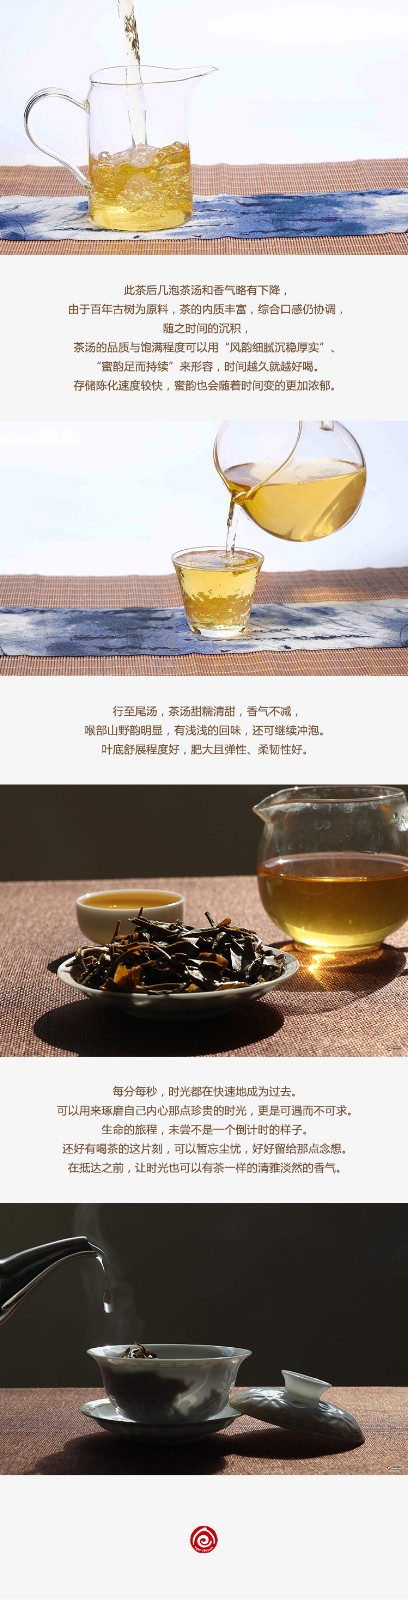 此茶后几泡茶汤和香气略有下降，
由于百年古树为原料，茶的内质丰富，综合口感仍协调，
随之时间的沉积，
茶汤的品质与饱满程度可以用“风韵细腻沉稳厚实”、
“蜜韵足而持续”来形容，时间越久就越好喝。
存储陈化速度较快，蜜韵也会随着时间变的更加浓郁。
行至尾汤，茶汤甜糯清甜，香气不减，
喉部山野韵明显，有浅浅的回味，还可继续冲泡。
叶底舒展程度好，肥大且弹性、柔韧性好。
每分每秒，时光都在快速地成为过去。
可以用来琢磨自己内心那点珍贵的时光，更是可遇而不可求。
生命的旅程，未尝不是一个倒计时的样子。
还好有喝茶的这片刻，可以暂忘尘忧，好好留给那点念想。
在抵达之前，让时光也可以有茶一样的清雅淡然的香气。